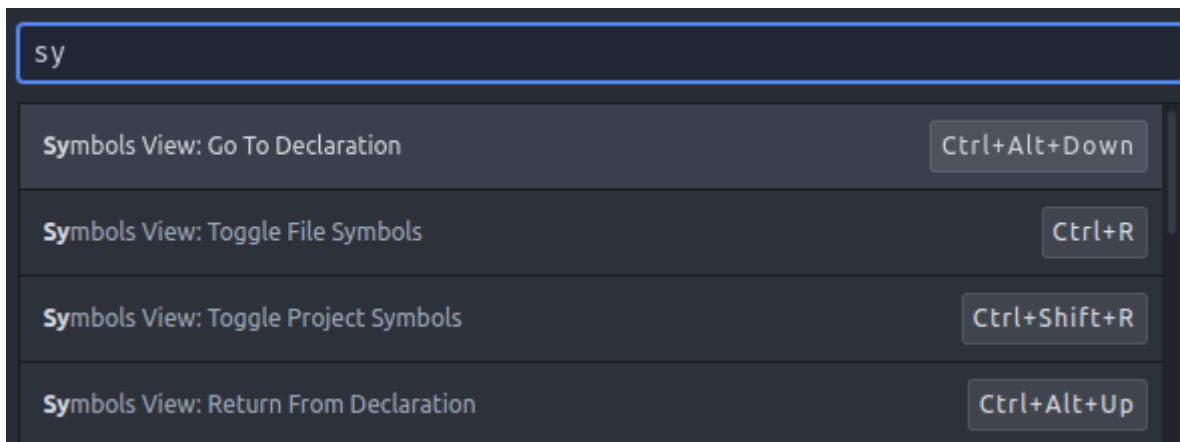 sy
Symbols View: Go To Declaration Ctrl+Alt+Down
Symbols View: Toggle File Symbols Ctrl+R
Symbols View: Toggle Project Symbols Ctrl+Shift+R
Symbols View: Return From Declaration Ctrl+Alt+Up